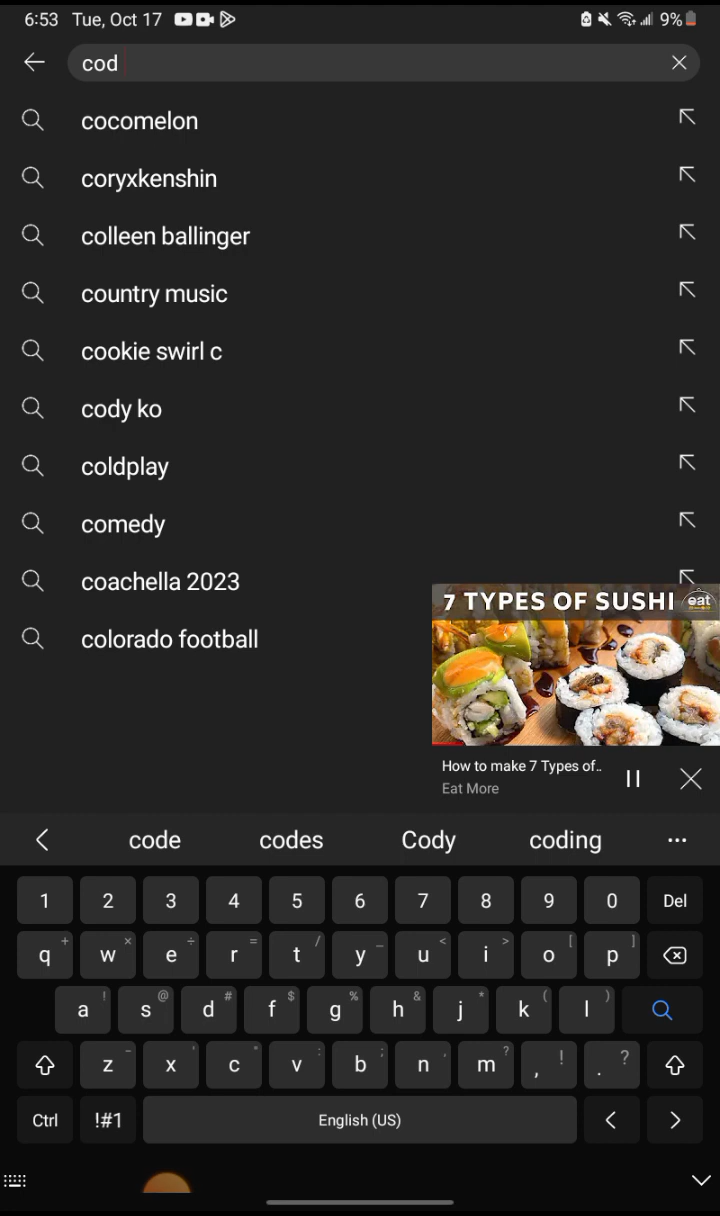 6:53 Tue, Oct 17 9%
cod
cocomelon
coryxkenshin
colleen ballinger
country music
cookie swirl c
cody ko
coldplay
comedy
coachella 2023
colorado football
7 TYPES OF SUSHI eat
How to make 7 Types of..
Eat More
code codes Cody coding ...
1 2 3 4 5 6 7 8 9 0 Del
q + w × e ÷ r = t / y _ u < i > o [ p ]
a ! s @ d # f $ g % h & j * k ( l )
z - x ' c " v : b ; n , m ? , ! . ?
Ctrl !#1 English (US) < >